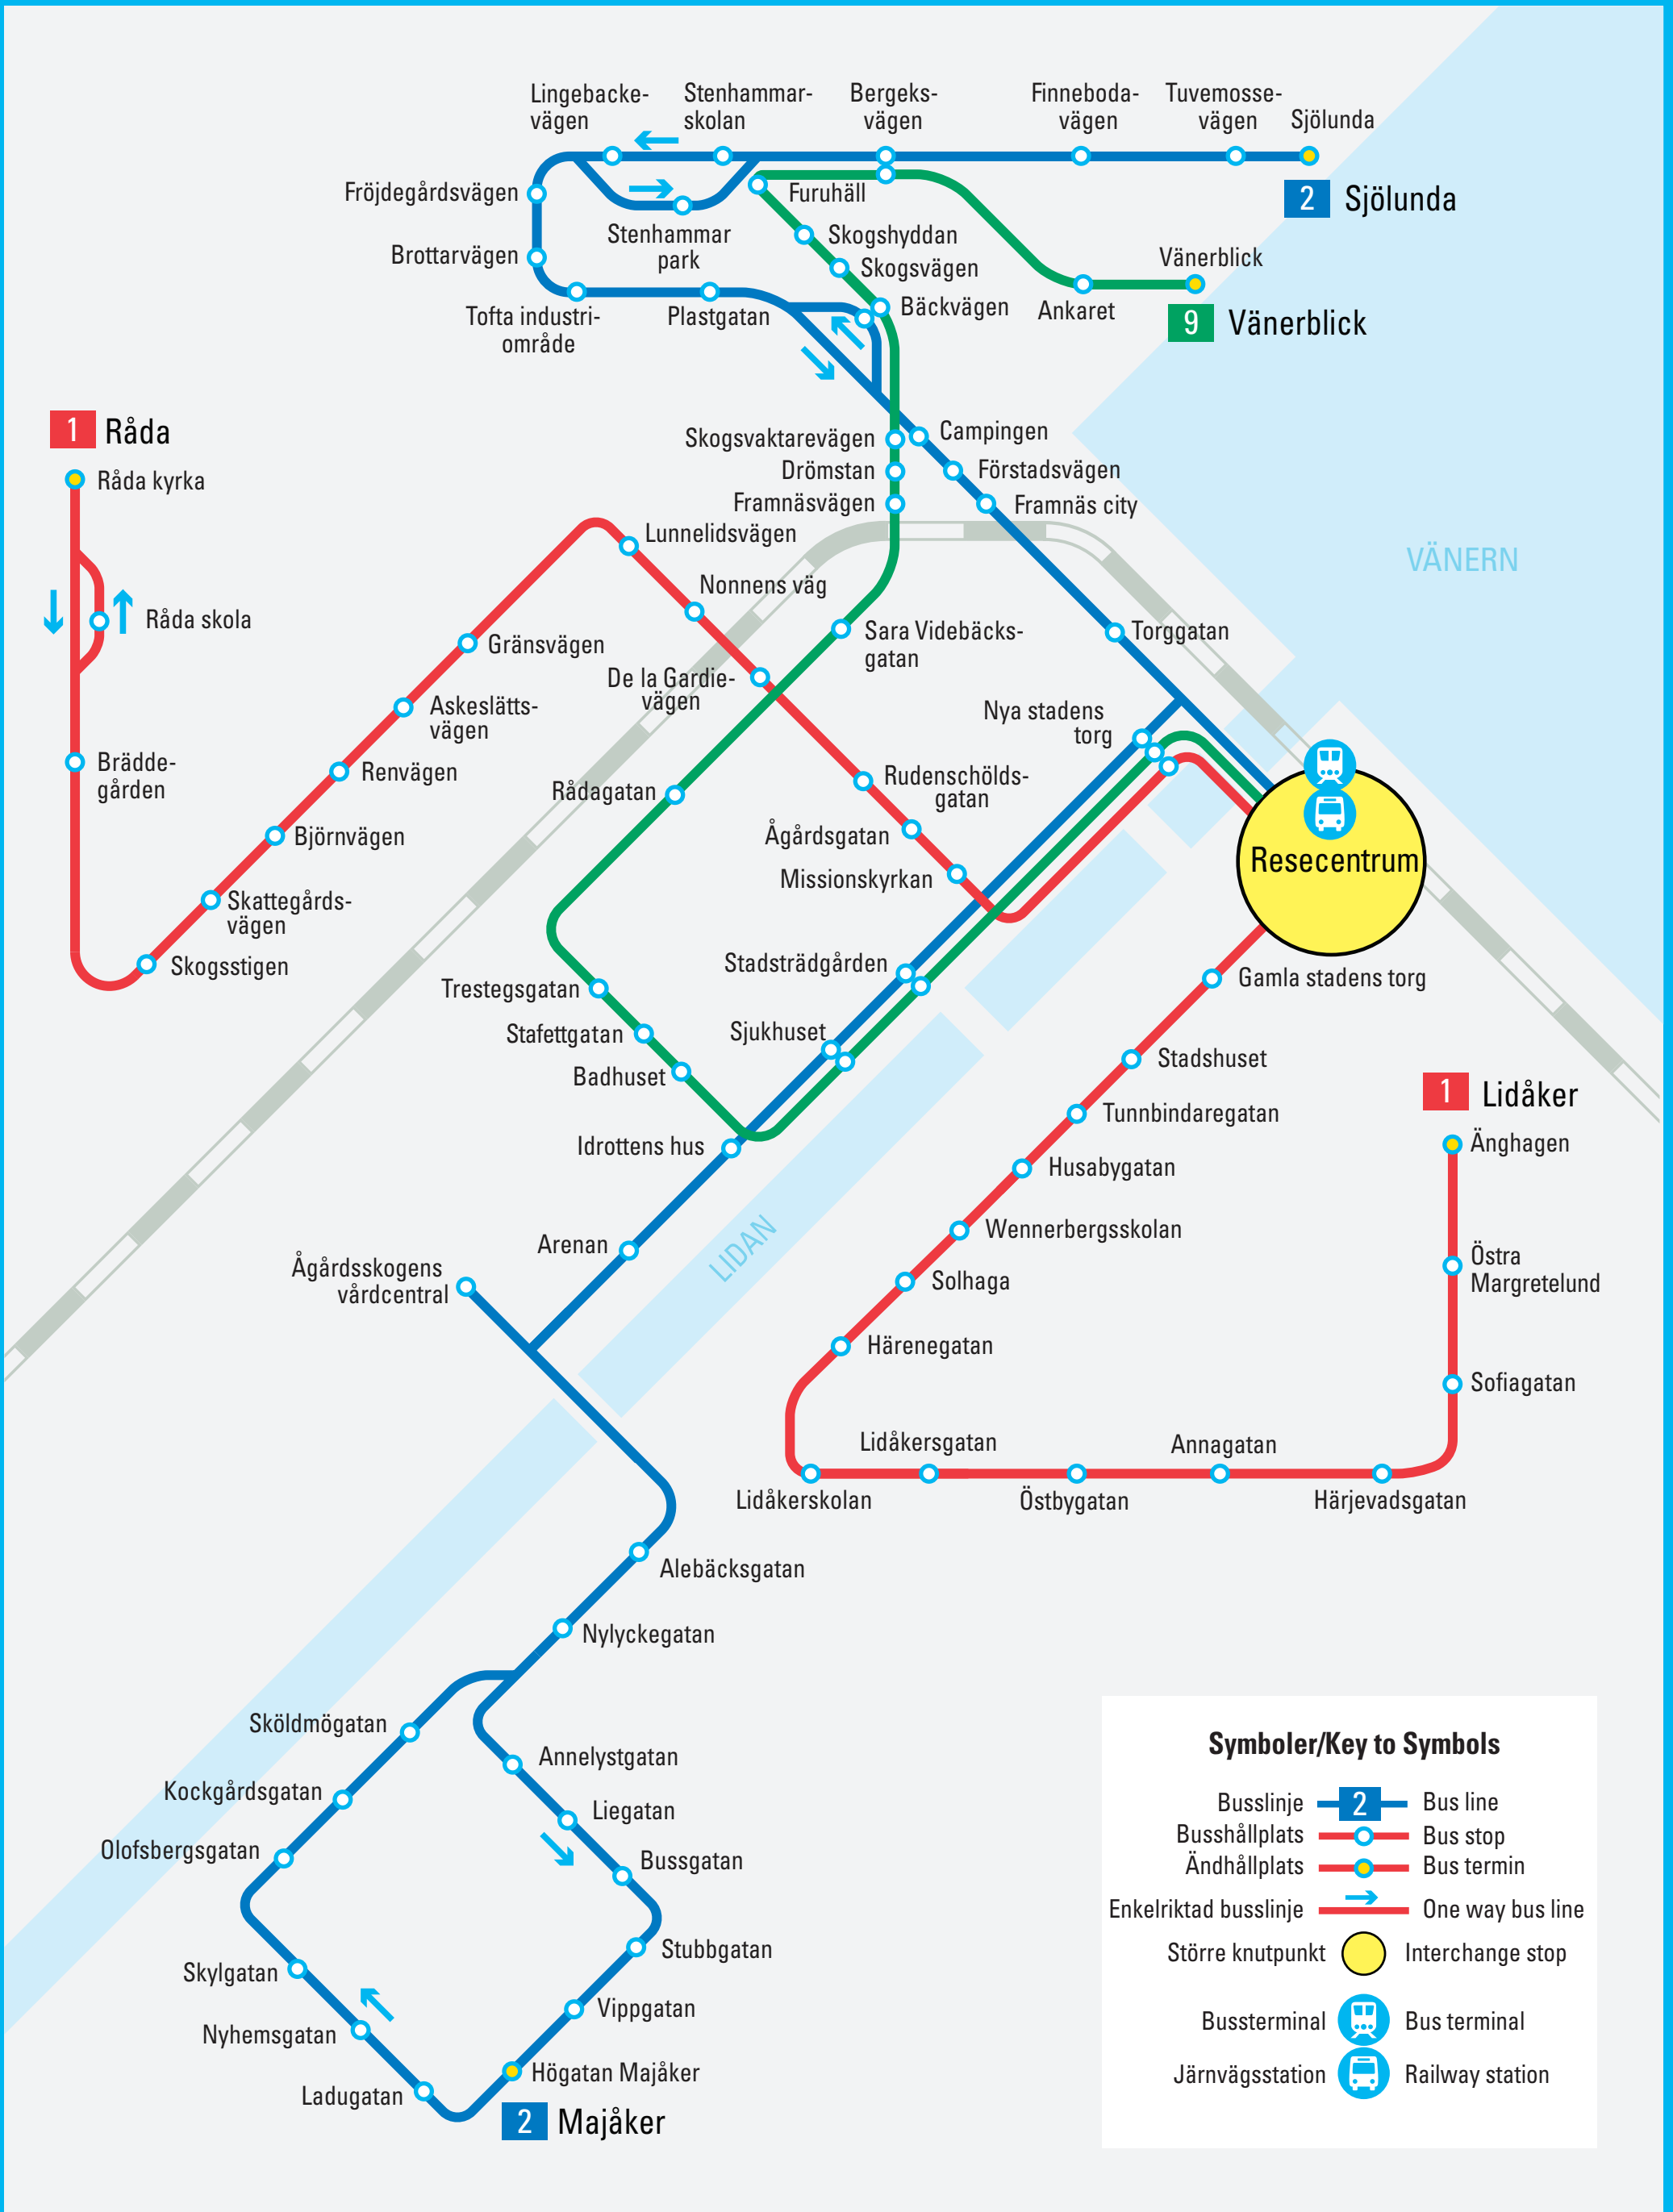 Lingebacke-
vägen
Stenhammar-
skolan
Bergeks-
vägen
Finneboda-
vägen
Tuvemosse-
vägen
Sjölunda
2 Sjölunda
Fröjdegårdsvägen
Furuhäll
Stenhammar
park
Skogshyddan
Brottarvägen
Skogsvägen
Vänerblick
Bäckvägen
Ankaret
9 Vänerblick
Tofta industri-
område
Plastgatan
1 Råda
Råda kyrka
Råda skola
Brädde-
gården
Skogsvaktarevägen
Campingen
Drömstan
Förstadsvägen
Framnäsvägen
Framnäs city
VÄNERN
Lunnelidsvägen
Nonnens väg
Gränsvägen
Sara Videbäcks-
gatan
Torggatan
De la Gardie-
vägen
Askeslätts-
vägen
Nya stadens
torg
Renvägen
Rådagatan
Rudenschölds-
gatan
Björnvägen
Ågårdsgatan
Missionskyrkan
Resecentrum
Skattegårds-
vägen
Skogsstigen
Stadsträdgården
Gamla stadens torg
Trestegsgatan
Stafettgatan
Sjukhuset
Stadshuset
Badhuset
Tunnbindaregatan
1 Lidåker
Änghagen
Idrottens hus
Husabygatan
Arenan
LIDAN
Wennerbergsskolan
Östra
Margretelund
Ågårdsskogens
vårdcentral
Solhaga
Härenegatan
Sofiagatan
Lidåkersgatan
Annagatan
Lidåkerskolan
Östbygatan
Härjevadsgatan
Alebäcksgatan
Nylyckegatan
Sköldmögatan
Annelystgatan
Kockgårdsgatan
Liegatan
Olofsbergsgatan
Bussgatan
Stubbgatan
Skylgatan
Vippgatan
Nyhemsgatan
Högatan Majåker
Ladugatan
2 Majåker
Symboler/Key to Symbols
Busslinje 2 Bus line
Busshållplats Bus stop
Ändhållplats Bus termin
Enkelriktad busslinje One way bus line
Större knutpunkt Interchange stop
Bussterminal Bus terminal
Järnvägsstation Railway station